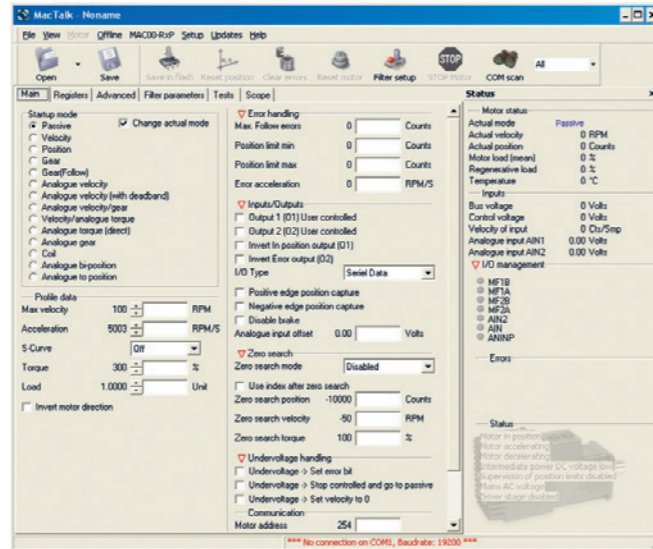 MacTalk - Noname
File View Motor Offline MAC00-RxP Setup Updates Help
Open Save Save in flash Reset position Clear errors Reset motor Filter setup STOP Motor COM scan All
STOP
Main Registers Advanced Filter parameters Tests Scope
Startup mode
Passive Change actual mode
Velocity
Position
Gear
Gear(Follow)
Analogue velocity
Analogue velocity (with deadband)
Analogue velocity/gear
Velocity/analogue torque
Analogue torque (direct)
Analogue gear
Coil
Analogue bi-position
Analogue to position
Profile data
Max velocity 100 RPM
Acceleration 5003 RPM/S
S-Curve Off
Torque 300 %
Load 1.0000 Unit
Invert motor direction
Error handling
Max. Follow errors 0 Counts
Position limit min 0 Counts
Position limit max 0 Counts
Error acceleration 0 RPM/S
Inputs/Outputs
Output 1 (O1) User controlled
Output 2 (O2) User controlled
Invert In position output (O1)
Invert Error output (O2)
I/O Type Seriel Data
Positive edge position capture
Negative edge position capture
Disable brake
Analogue input offset 0.00 Volts
Zero search
Zero search mode Disabled
Use index after zero search
Zero search position -10000 Counts
Zero search velocity -50 RPM
Zero search torque 100 %
Undervoltage handling
Undervoltage -> Set error bit
Undervoltage -> Stop controlled and go to passive
Undervoltage -> Set velocity to 0
Communication
Motor address 254
Status
Motor status
Actual mode Passive
Actual velocity 0 RPM
Actual position 0 Counts
Motor load (mean) 0 %
Regenerative load 0 %
Temperature 0 °C
Inputs
Bus voltage 0 Volts
Control voltage 0 Volts
Velocity of input 0 Cts/Smp
Analogue input AIN1 0.00 Volts
Analogue input AIN2 0.00 Volts
I/O management
MF1B
MF1A
MF2B
MF2A
AIN2
AIN
ANINP
Errors
Status
Motor in position
Motor accelerating
Motor decelerating
Intermediate power DC voltage low
Supervision of position limits disabled
Mains AC voltage
Driver stage disabled
*** No connection on COM1, Baudrate: 19200 ***